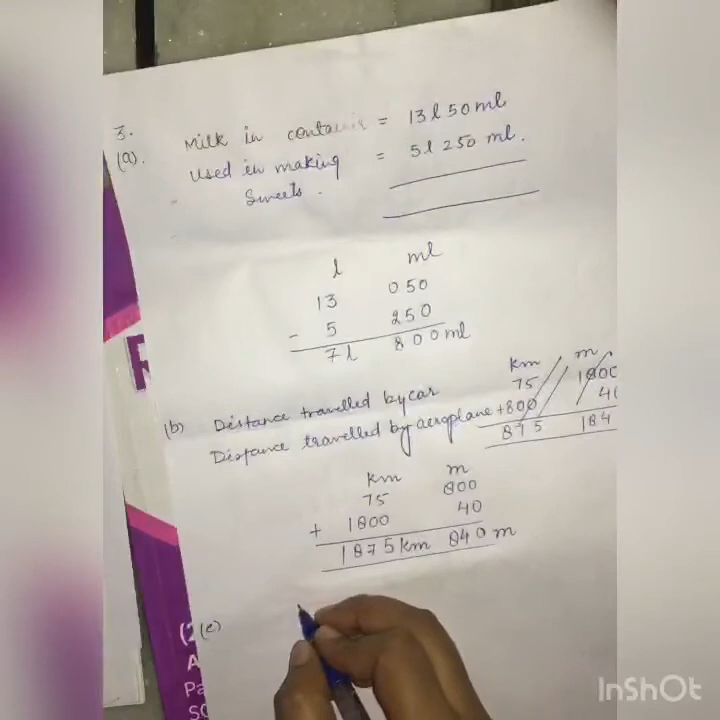 3.
(a). Milk in container = 13 l 50 ml
Used in making = 5 l 250 ml.
Sweets.
l ml
13 050
- 5 250
7 l 800 ml
km m
75 1800
(b) Distance travelled by car
Distance travelled by aeroplane +800 40
875 184
km m
75 800
+ 1800 40
1875 km 840 m
(c)
(2
A
Pa
SC
InShOt